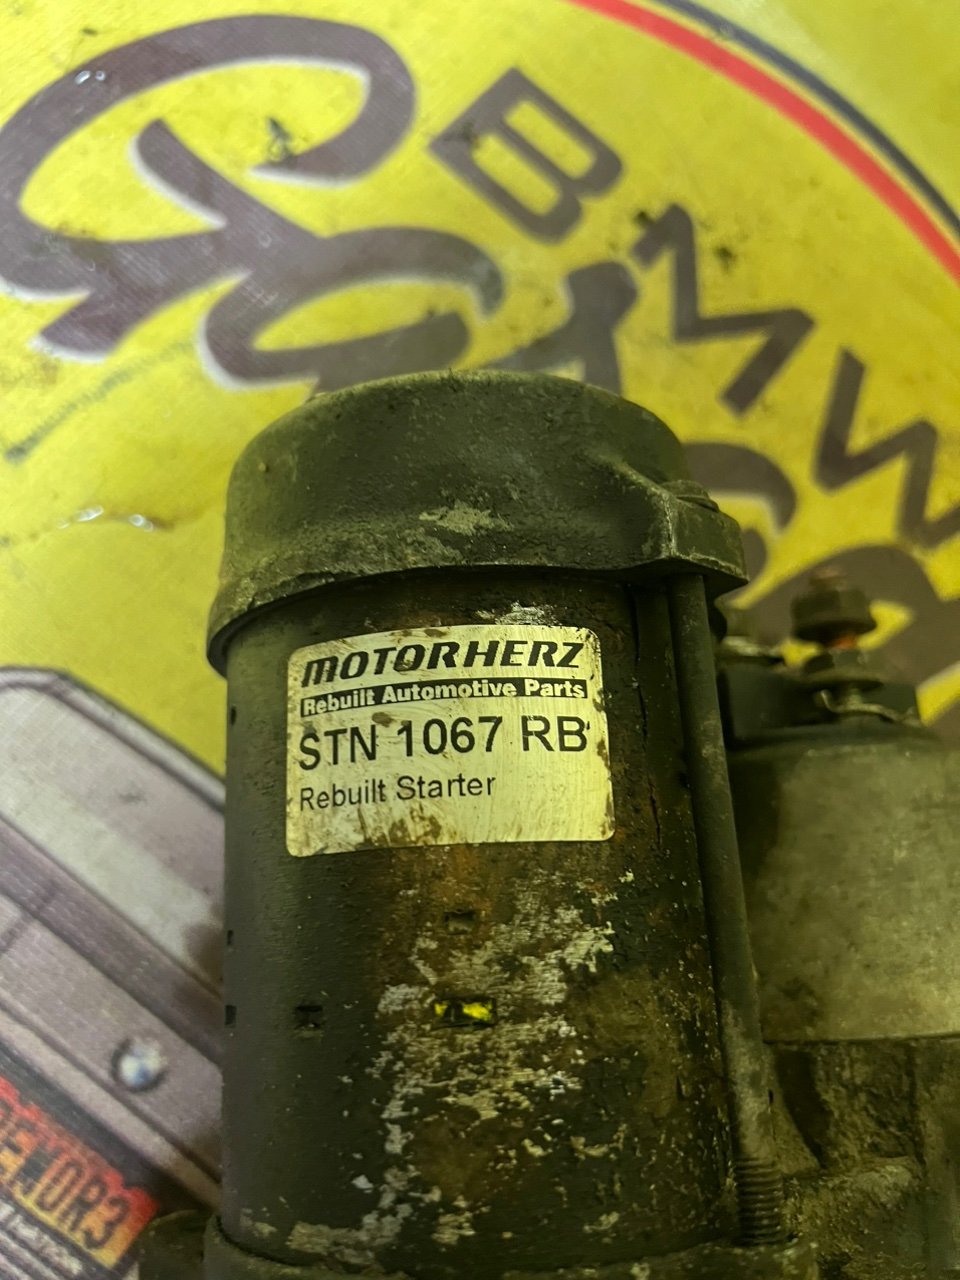 BMW
MOTORHERZ
Rebuilt Automotive Parts
STN 1067 RB
Rebuilt Starter